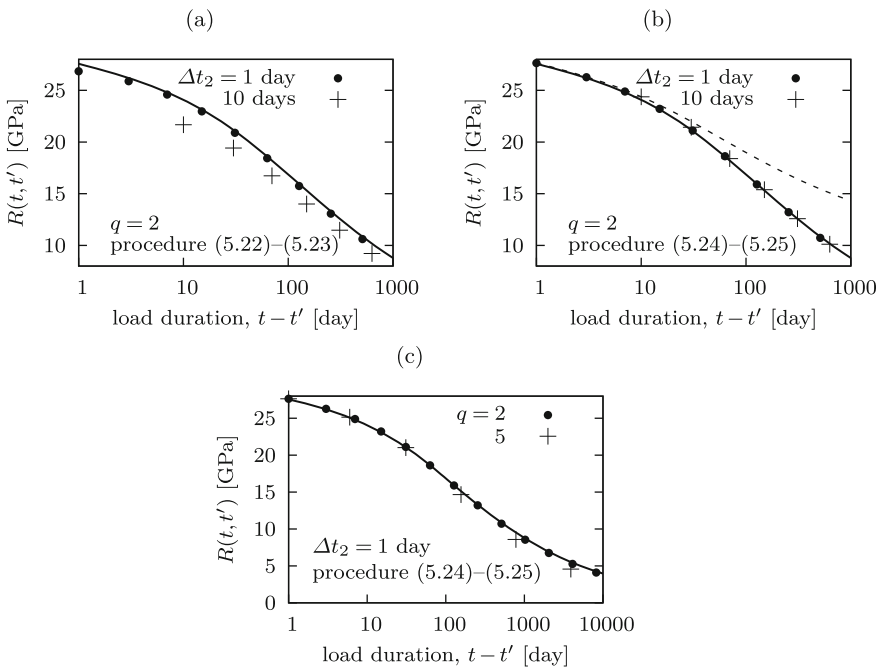 (a)
R(t, t′) [GPa]
25
20
15
10
Δt₂ = 1 day
10 days
q = 2
procedure (5.22)–(5.23)
1 10 100 1000
load duration, t − t′ [day]
(b)
R(t, t′) [GPa]
25
20
15
10
Δt₂ = 1 day
10 days
q = 2
procedure (5.24)–(5.25)
1 10 100 1000
load duration, t − t′ [day]
(c)
R(t, t′) [GPa]
25
20
15
10
5
0
q = 2
5
Δt₂ = 1 day
procedure (5.24)–(5.25)
1 10 100 1000 10000
load duration, t − t′ [day]